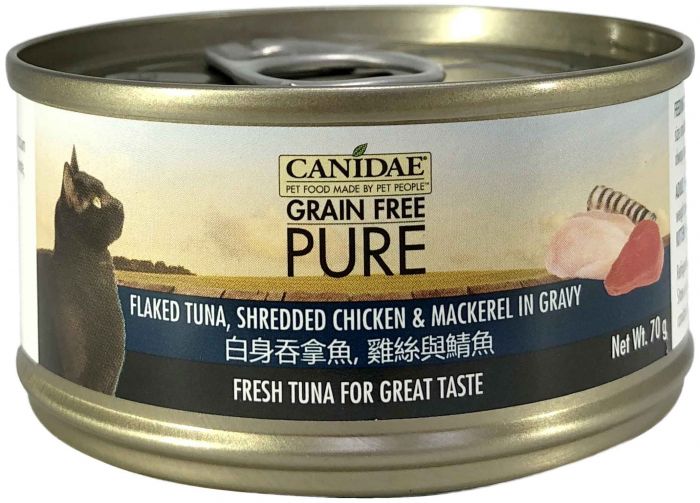 CANIDAE®
PET FOOD MADE BY PET PEOPLE™
GRAIN FREE
PURE
FLAKED TUNA, SHREDDED CHICKEN & MACKEREL IN GRAVY
白身吞拿魚, 雞絲與鯖魚
Net Wt. 70 g
FRESH TUNA FOR GREAT TASTE